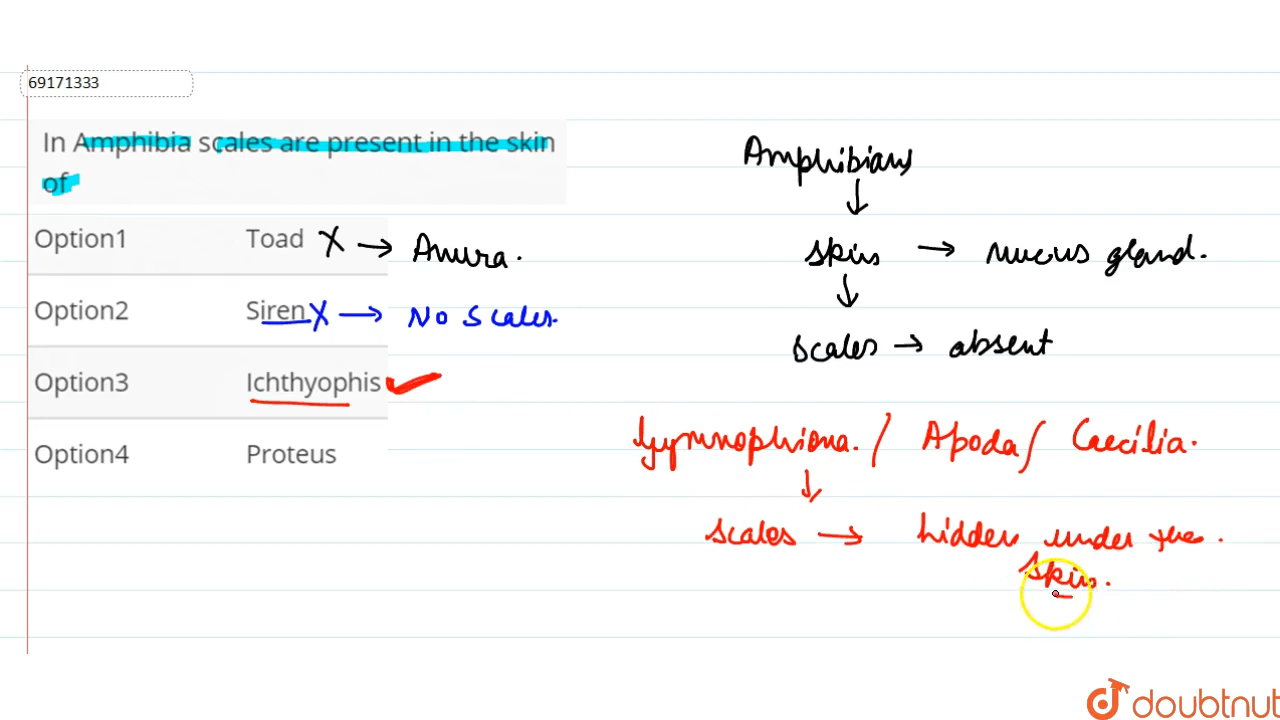 69171333
In Amphibia scales are present in the skin
of
Option1 Toad X → Anura.
Option2 Siren X → No Scales.
Option3 Ichthyophis
Option4 Proteus
Amphibians
↓
skin → mucus gland.
↓
scales → absent
Gymnophiona. / Apoda / Caecilia.
↓
scales → hidden under the.
skin.
doubtnut